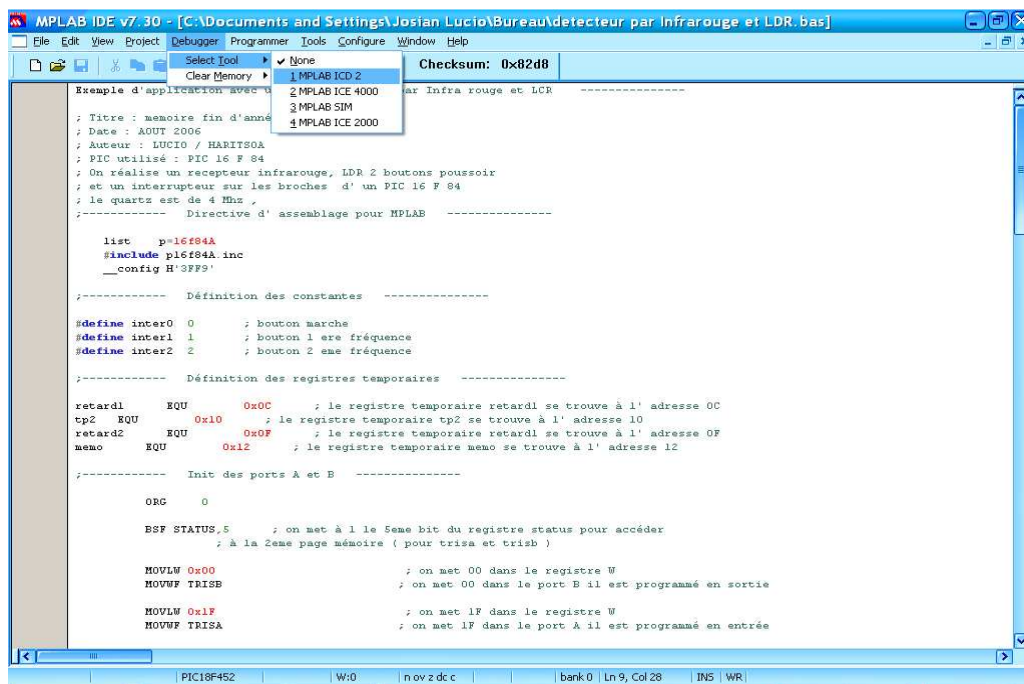 MPLAB IDE v7.30 - [C:\Documents and Settings\Josian Lucio\Bureau\detecteur par Infrarouge et LDR.bas]
File Edit View Project Debugger Programmer Tools Configure Window Help
Select Tool
Clear Memory
None
1 MPLAB ICD 2
2 MPLAB ICE 4000
3 MPLAB SIM
4 MPLAB ICE 2000
Checksum: 0x82d8
Exemple d'application avec u ar Infra rouge et LCR ---------------
; Titre : memoire fin d'anné
; Date : AOUT 2006
; Auteur : LUCIO / HARITSOA
; PIC utilisé : PIC 16 F 84
; On réalise un recepteur infrarouge, LDR 2 boutons poussoir
; et un interrupteur sur les broches d' un PIC 16 F 84
; le quartz est de 4 Mhz ,
;------------ Directive d' assemblage pour MPLAB ---------------
list p=16f84A
#include p16f84A.inc
__config H'3FF9'
;------------ Définition des constantes ---------------
#define inter0 0 ; bouton marche
#define inter1 1 ; bouton 1 ere fréquence
#define inter2 2 ; bouton 2 eme fréquence
;------------ Définition des registres temporaires ---------------
retard1 EQU 0x0C ; le registre temporaire retard1 se trouve à l' adresse 0C
tp2 EQU 0x10 ; le registre temporaire tp2 se trouve à l' adresse 10
retard2 EQU 0x0F ; le registre temporaire retard1 se trouve à l' adresse 0F
memo EQU 0x12 ; le registre temporaire memo se trouve à l' adresse 12
;------------ Init des ports A et B ---------------
ORG 0
BSF STATUS,5 ; on met à 1 le 5eme bit du registre status pour accéder
; à la 2eme page mémoire ( pour trisa et trisb )
MOVLW 0x00 ; on met 00 dans le registre W
MOVWF TRISB ; on met 00 dans le port B il est programmé en sortie
MOVLW 0x1F ; on met 1F dans le registre W
MOVWF TRISA ; on met 1F dans le port A il est programmé en entrée
PIC18F452 W:0 n ov z dc c bank 0 Ln 9, Col 28 INS WR